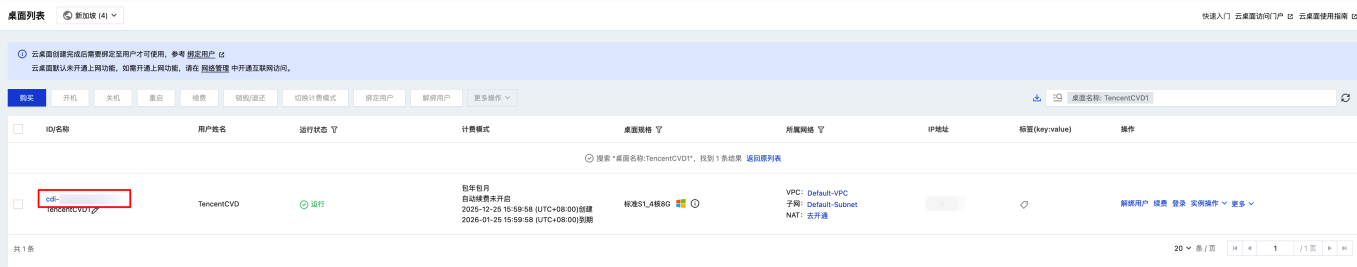 桌面列表 新加坡 (4) 快速入门 云桌面访问门户 云桌面使用指南
云桌面创建完成后需要绑定至用户才可使用，参考 绑定用户
云桌面默认未开通上网功能，如需开通上网功能，请在 网络管理 中开通互联网访问。
购买 开机 关机 重启 续费 销毁/退还 切换计费模式 绑定用户 解绑用户 更多操作 桌面名称: TencentCVD1
ID/名称 用户姓名 运行状态 计费模式 桌面规格 所属网络 IP地址 标签(key:value) 操作
搜索 "桌面名称:TencentCVD1"，找到 1 条结果 返回原列表
cdi-
TencentCVD1
TencentCVD
运行
包年包月
自动续费未开启
2025-12-25 15:59:58 (UTC+08:00)创建
2026-01-25 15:59:58 (UTC+08:00)到期
标准S1_4核8G
VPC: Default-VPC
子网: Default-Subnet
NAT: 去开通
解绑用户 续费 登录 实例操作 更多
共 1 条 20 条 / 页 1 / 1 页